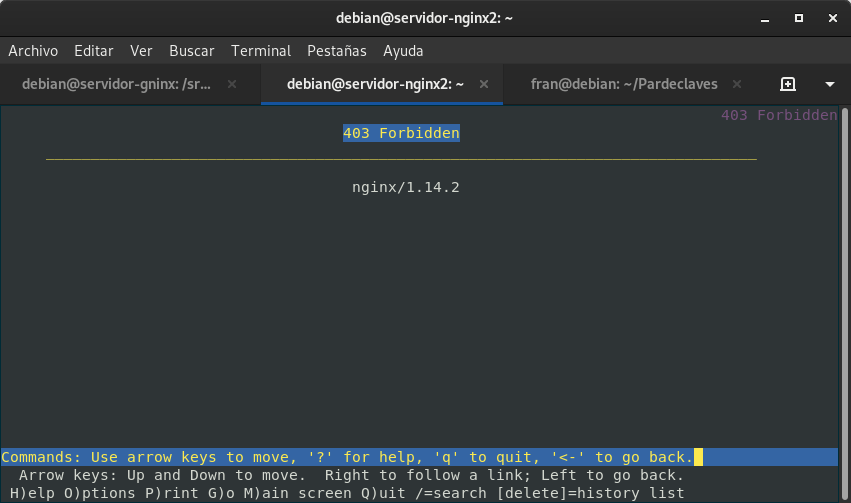 debian@servidor-nginx2: ~
Archivo Editar Ver Buscar Terminal Pestañas Ayuda
debian@servidor-gninx: /sr... debian@servidor-nginx2: ~ fran@debian: ~/Pardeclaves
403 Forbidden
403 Forbidden
nginx/1.14.2
Commands: Use arrow keys to move, '?' for help, 'q' to quit, '<-' to go back.
Arrow keys: Up and Down to move.  Right to follow a link; Left to go back.
H)elp O)ptions P)rint G)o M)ain screen Q)uit /=search [delete]=history list